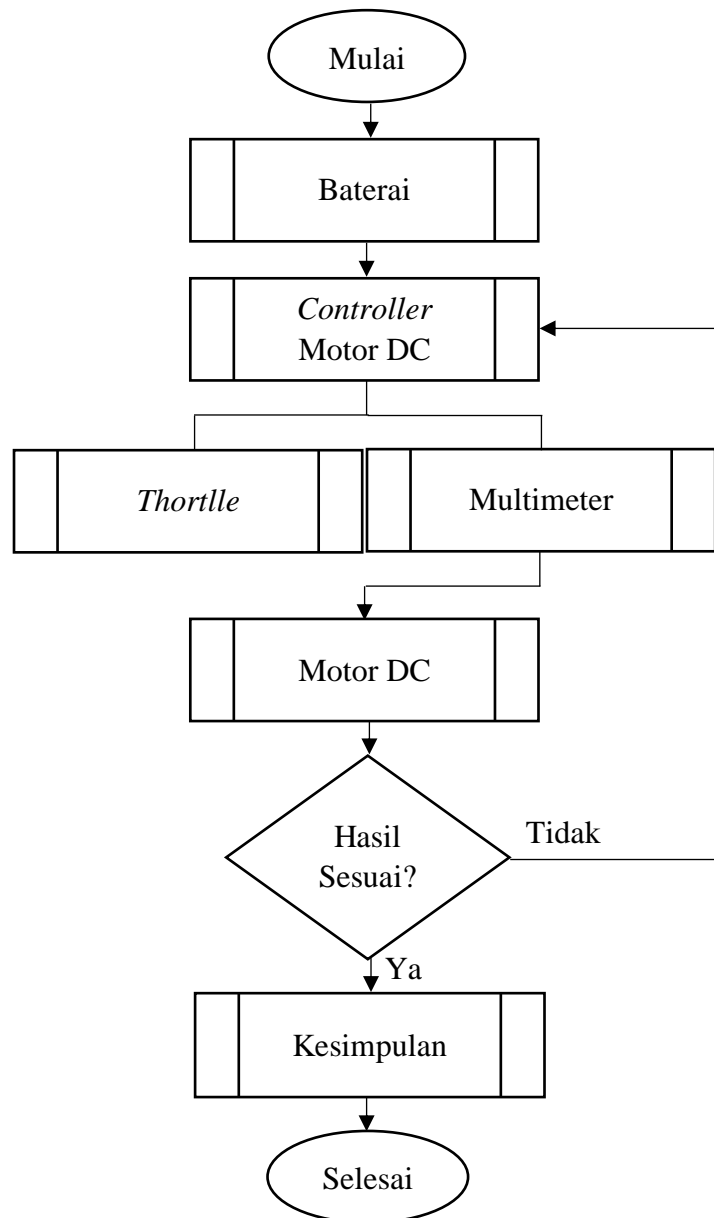 Mulai
Baterai
Controller
Motor DC
Thortlle
Multimeter
Motor DC
Hasil
Sesuai?
Tidak
Ya
Kesimpulan
Selesai